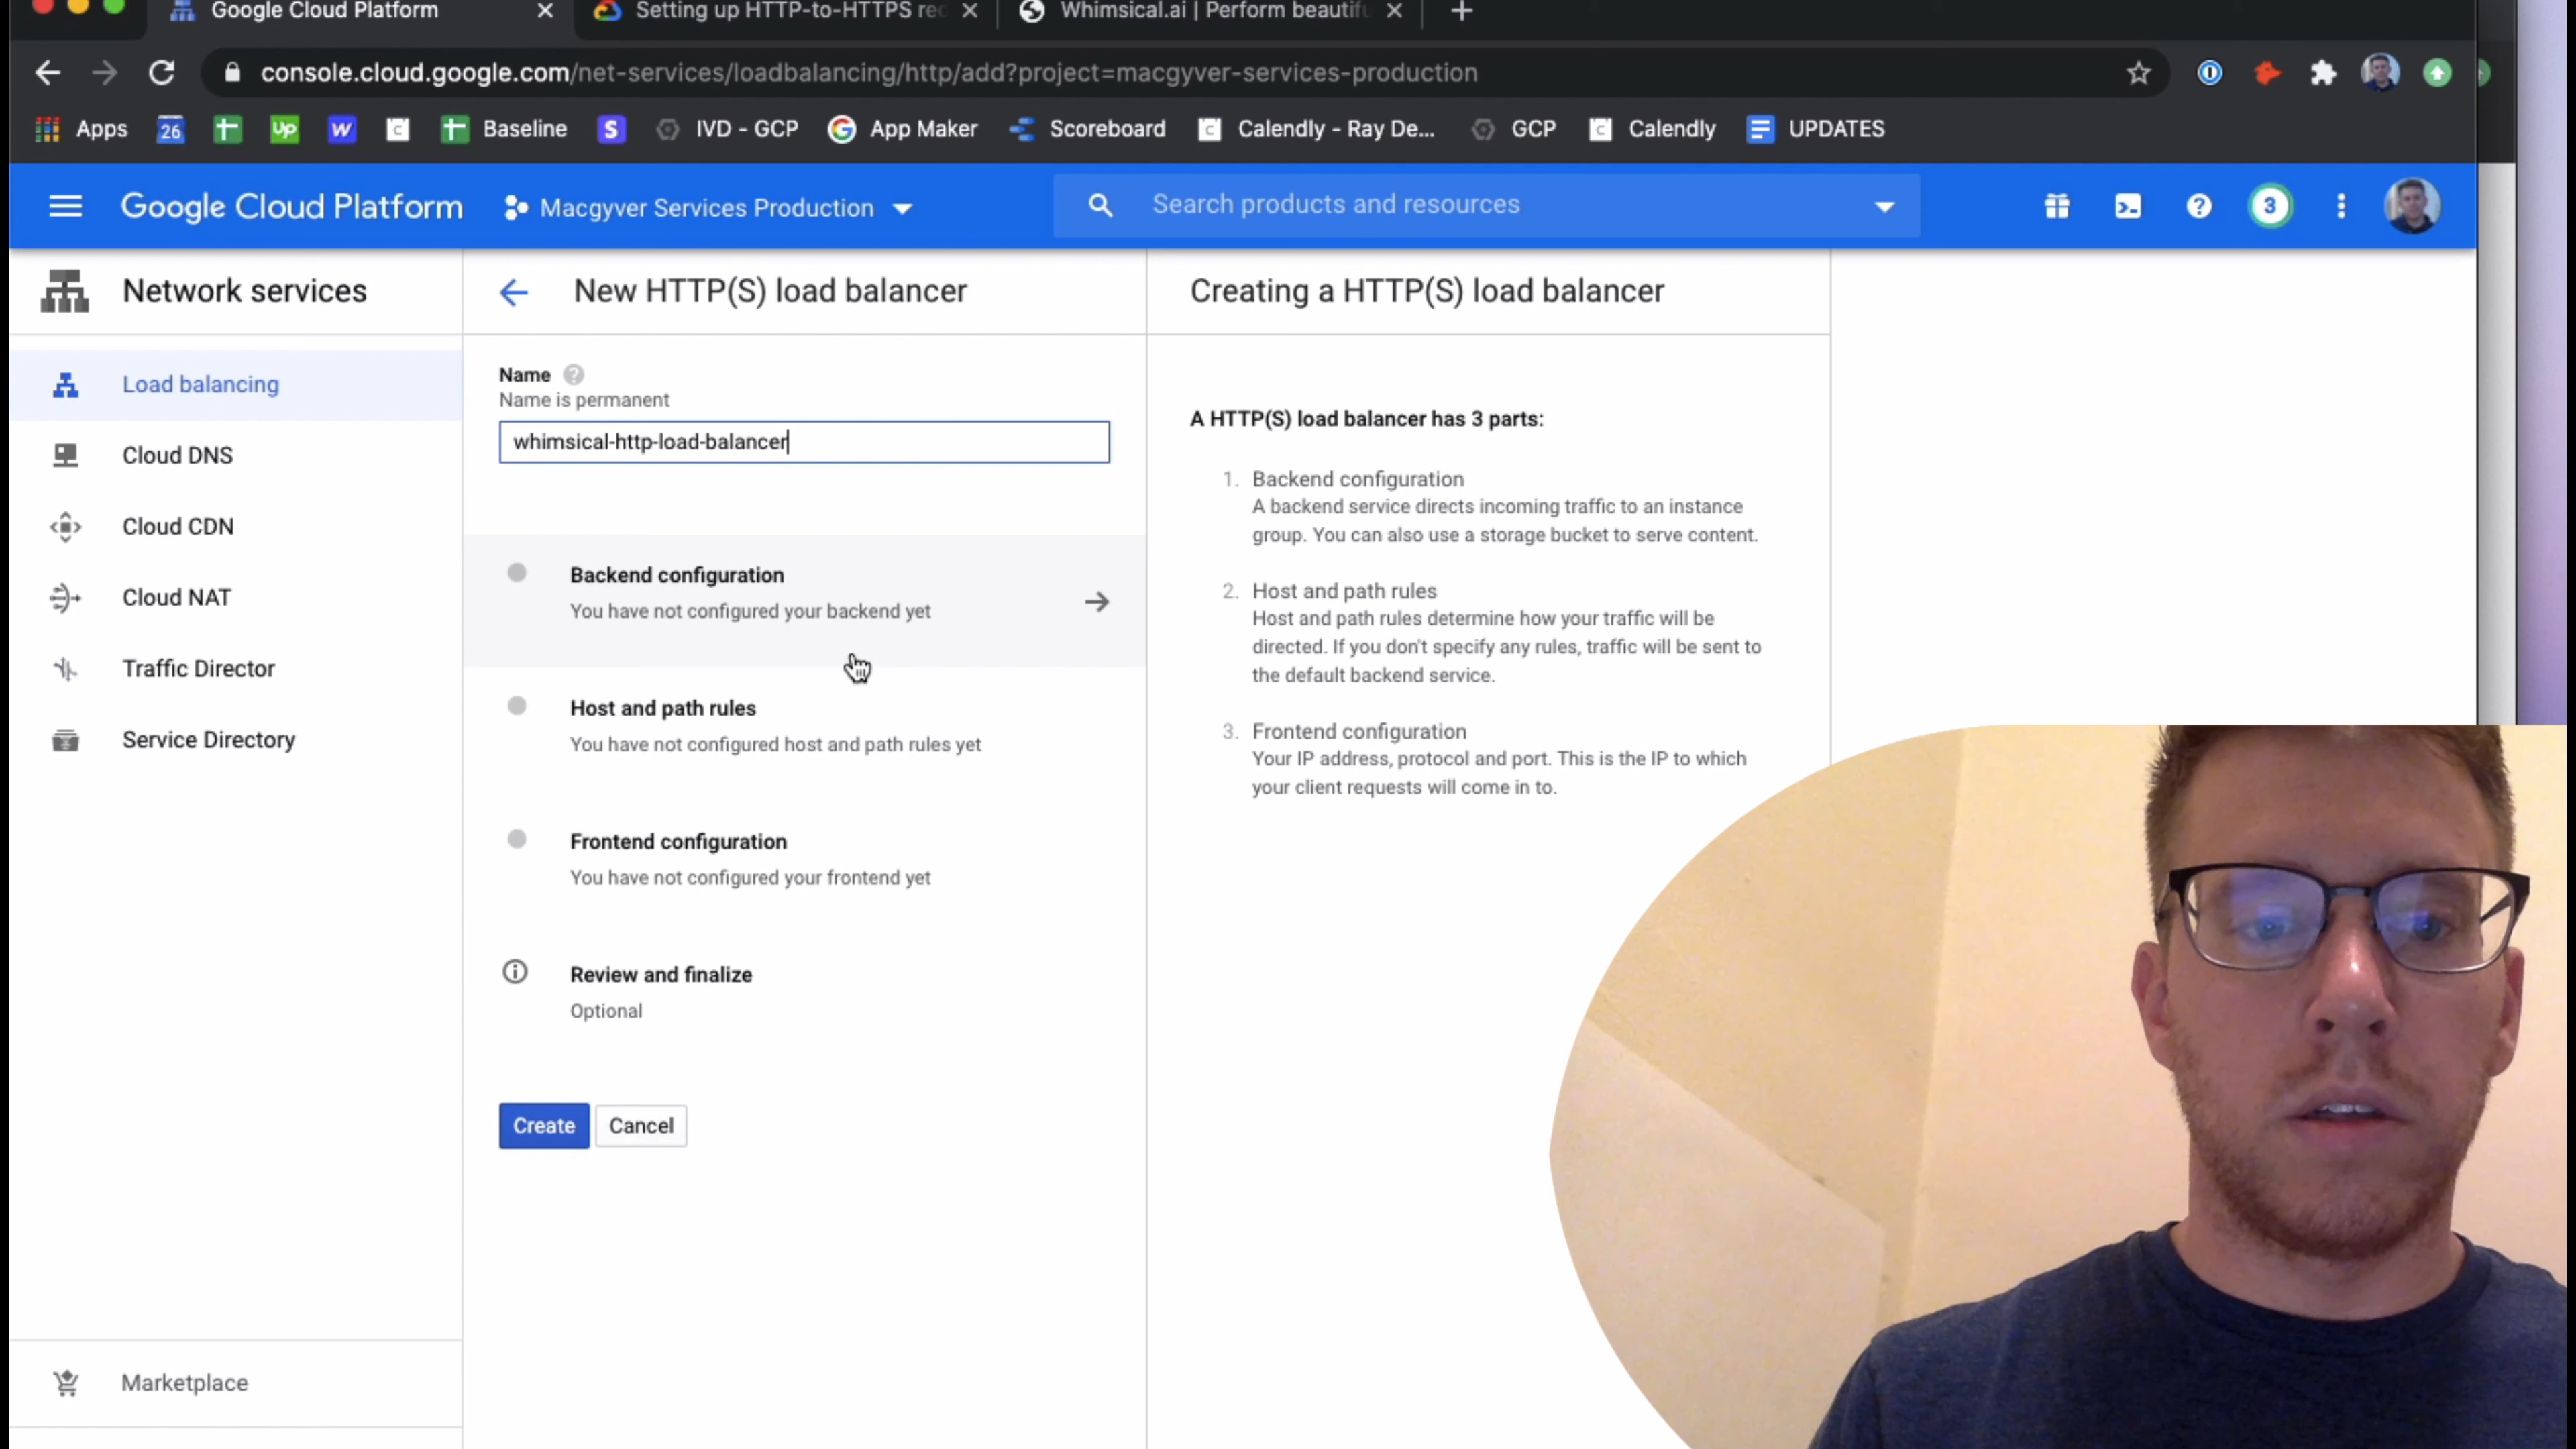 Google Cloud Platform
Setting up HTTP-to-HTTPS red
Whimsical.ai | Perform beautifu
console.cloud.google.com/net-services/loadbalancing/http/add?project=macgyver-services-production
Apps
26
Up
W
C
Baseline
S
IVD - GCP
App Maker
Scoreboard
Calendly - Ray De...
GCP
Calendly
UPDATES
Google Cloud Platform
Macgyver Services Production
Search products and resources
3
Network services
Load balancing
Cloud DNS
Cloud CDN
Cloud NAT
Traffic Director
Service Directory
Marketplace
New HTTP(S) load balancer
Name
Name is permanent
whimsical-http-load-balancer
Backend configuration
You have not configured your backend yet
Host and path rules
You have not configured host and path rules yet
Frontend configuration
You have not configured your frontend yet
Review and finalize
Optional
Create
Cancel
Creating a HTTP(S) load balancer
A HTTP(S) load balancer has 3 parts:
1. Backend configuration
A backend service directs incoming traffic to an instance
group. You can also use a storage bucket to serve content.
2. Host and path rules
Host and path rules determine how your traffic will be
directed. If you don't specify any rules, traffic will be sent to
the default backend service.
3. Frontend configuration
Your IP address, protocol and port. This is the IP to which
your client requests will come in to.